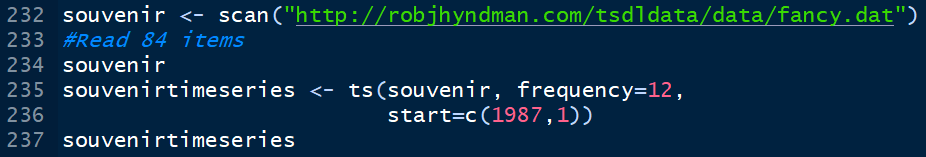 232 souvenir <- scan("http://robjhyndman.com/tsdldata/data/fancy.dat")
233 #Read 84 items
234 souvenir
235 souvenirtimeseries <- ts(souvenir, frequency=12,
236                          start=c(1987,1))
237 souvenirtimeseries